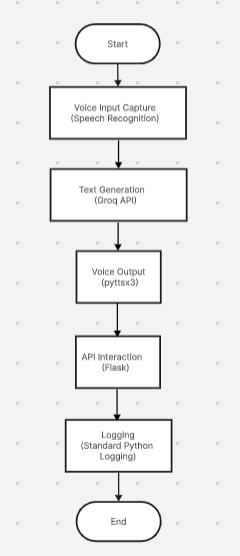 Start
Voice Input Capture
(Speech Recognition)
Text Generation
(Groq API)
Voice Output
(pyttsx3)
API Interaction
(Flask)
Logging
(Standard Python
Logging)
End